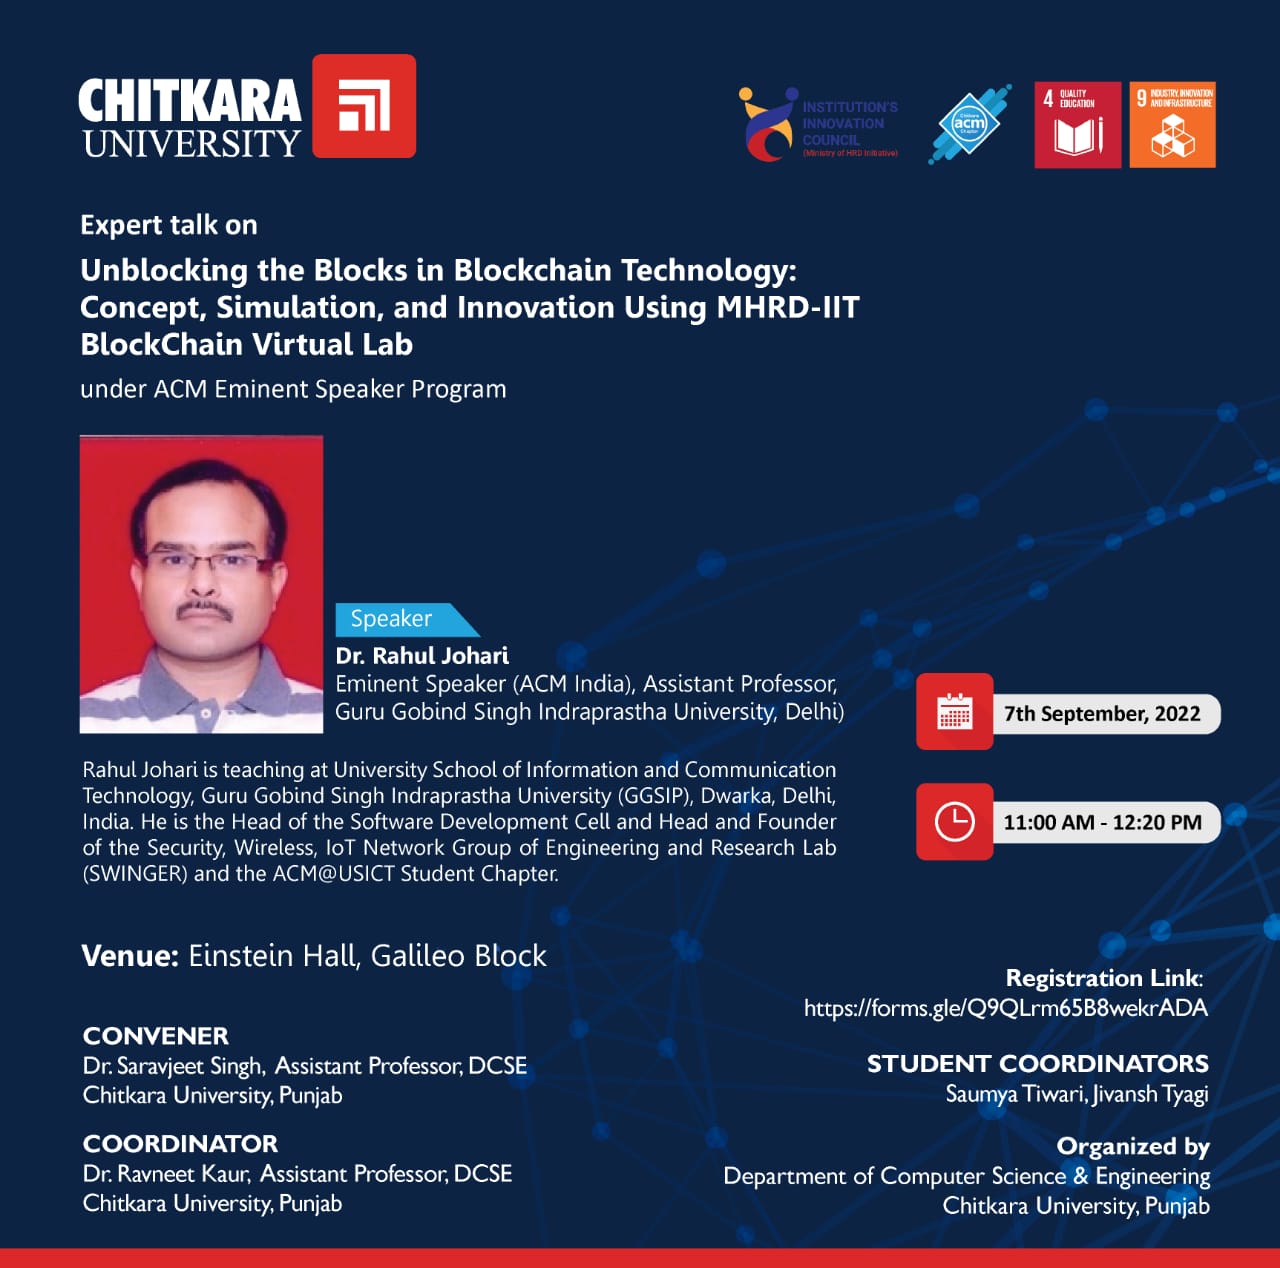 CHITKARA
UNIVERSITY
INSTITUTION'S
INNOVATION
COUNCIL
(Ministry of HRD Initiative)
Chitkara
acm
Chapter
4 QUALITY
EDUCATION
9 INDUSTRY, INNOVATION
AND INFRASTRUCTURE
Expert talk on
Unblocking the Blocks in Blockchain Technology:
Concept, Simulation, and Innovation Using MHRD-IIT
BlockChain Virtual Lab
under ACM Eminent Speaker Program
Speaker
Dr. Rahul Johari
Eminent Speaker (ACM India), Assistant Professor,
Guru Gobind Singh Indraprastha University, Delhi)
7th September, 2022
11:00 AM - 12:20 PM
Rahul Johari is teaching at University School of Information and Communication
Technology, Guru Gobind Singh Indraprastha University (GGSIP), Dwarka, Delhi,
India. He is the Head of the Software Development Cell and Head and Founder
of the Security, Wireless, IoT Network Group of Engineering and Research Lab
(SWINGER) and the ACM@USICT Student Chapter.
Venue: Einstein Hall, Galileo Block
CONVENER
Dr. Saravjeet Singh, Assistant Professor, DCSE
Chitkara University, Punjab
COORDINATOR
Dr. Ravneet Kaur, Assistant Professor, DCSE
Chitkara University, Punjab
Registration Link:
https://forms.gle/Q9QLrm65B8wekrADA
STUDENT COORDINATORS
Saumya Tiwari, Jivansh Tyagi
Organized by
Department of Computer Science & Engineering
Chitkara University, Punjab